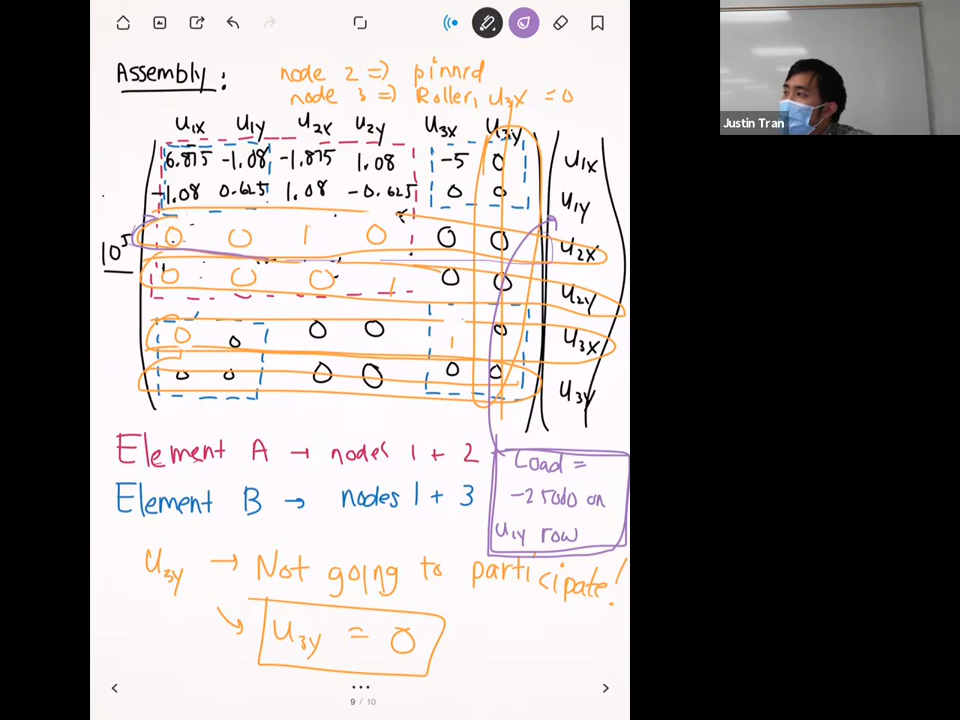 Justin Tran
Assembly:
node 2 => pinnrd
node 3 => Roller, u3x = 0
u1x u1y u2x u2y u3x u3y
6.875 -1.08 -1.875 1.08 -5 0 u1x
-1.08 0.625 1.08 -0.625 0 0 u1y
10^5
0 0 1 0 0 0 u2x
0 0 0 1 0 0 u2y
0 0 0 0 1 0 u3x
0 0 0 0 0 0 u3y
Element A → nodes 1 + 2
Element B → nodes 1 + 3
Load =
on
u1y row
u3y → Not going to participate!
u3y = 0
9 / 10